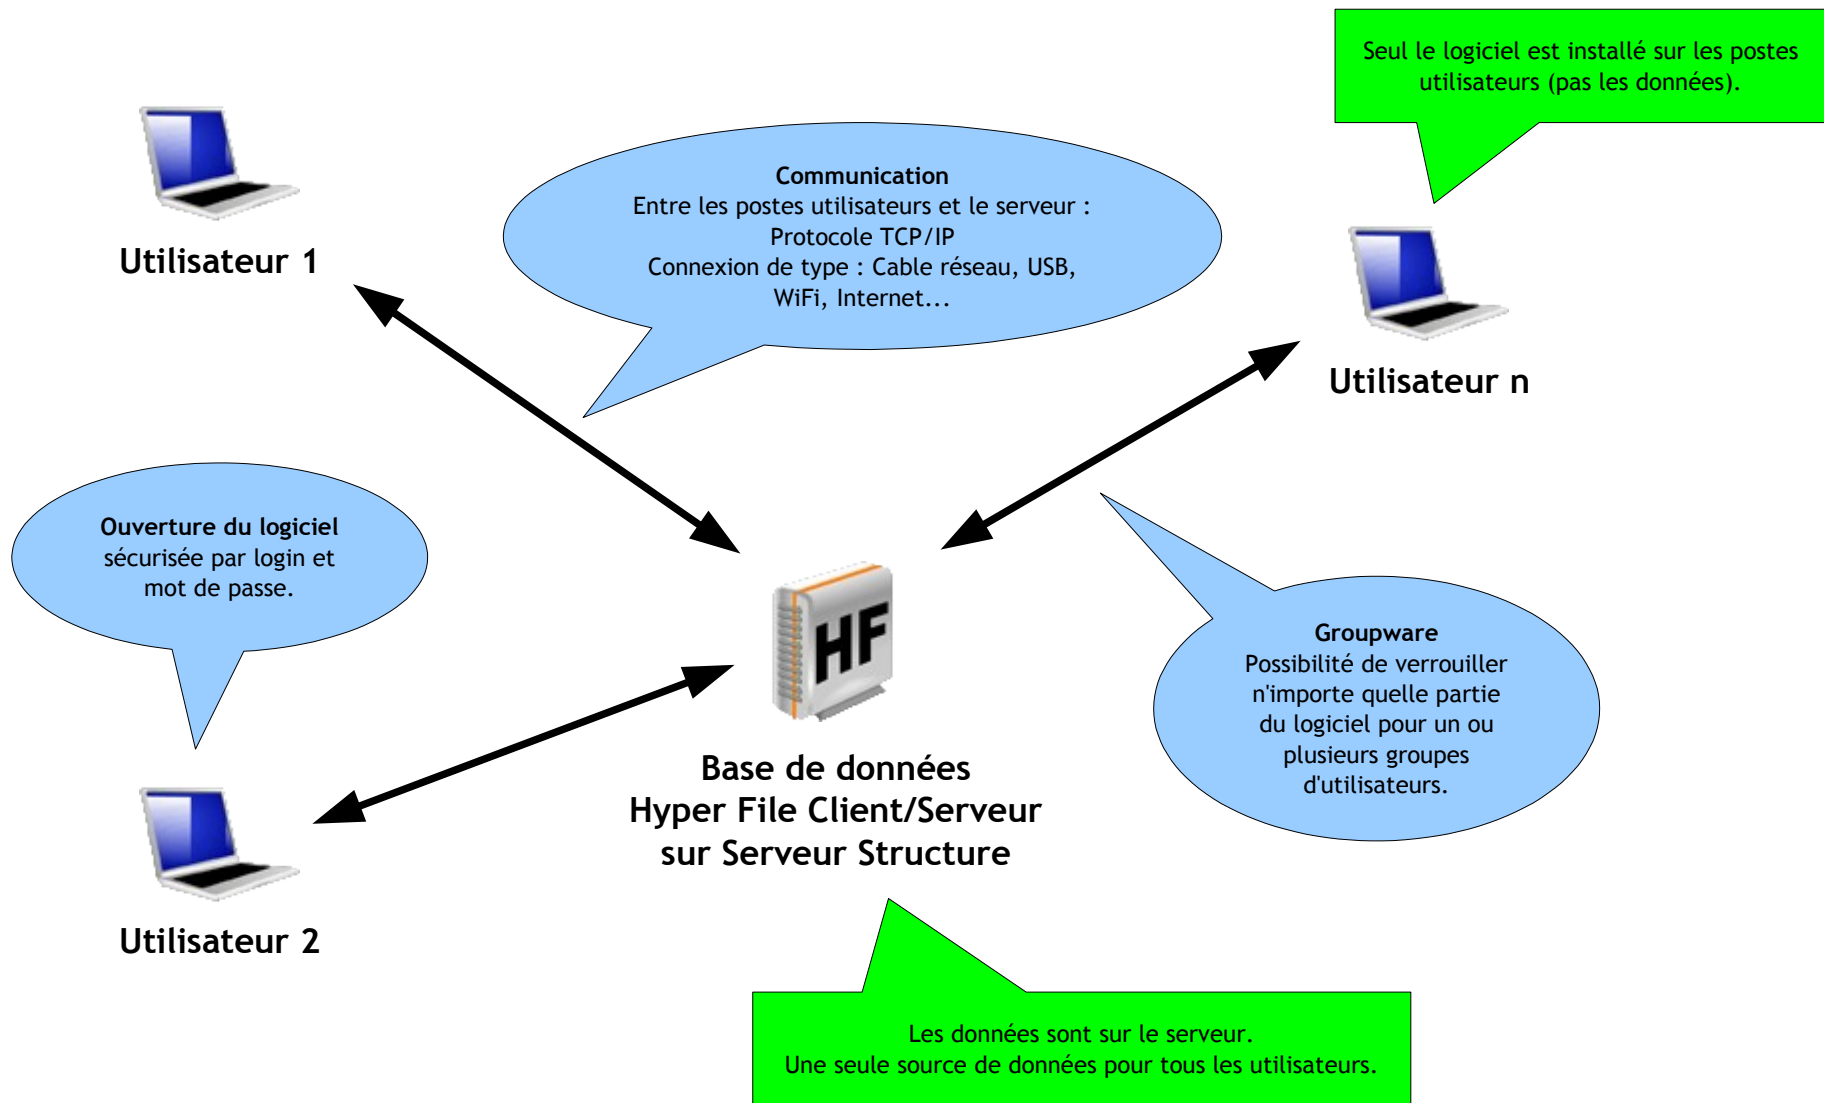 Seul le logiciel est installé sur les postes
utilisateurs (pas les données).
Communication
Entre les postes utilisateurs et le serveur :
Protocole TCP/IP
Connexion de type : Cable réseau, USB,
WiFi, Internet...
Utilisateur 1
Utilisateur n
Ouverture du logiciel
sécurisée par login et
mot de passe.
HF
Groupware
Possibilité de verrouiller
n'importe quelle partie
du logiciel pour un ou
plusieurs groupes
d'utilisateurs.
Base de données
Hyper File Client/Serveur
sur Serveur Structure
Utilisateur 2
Les données sont sur le serveur.
Une seule source de données pour tous les utilisateurs.